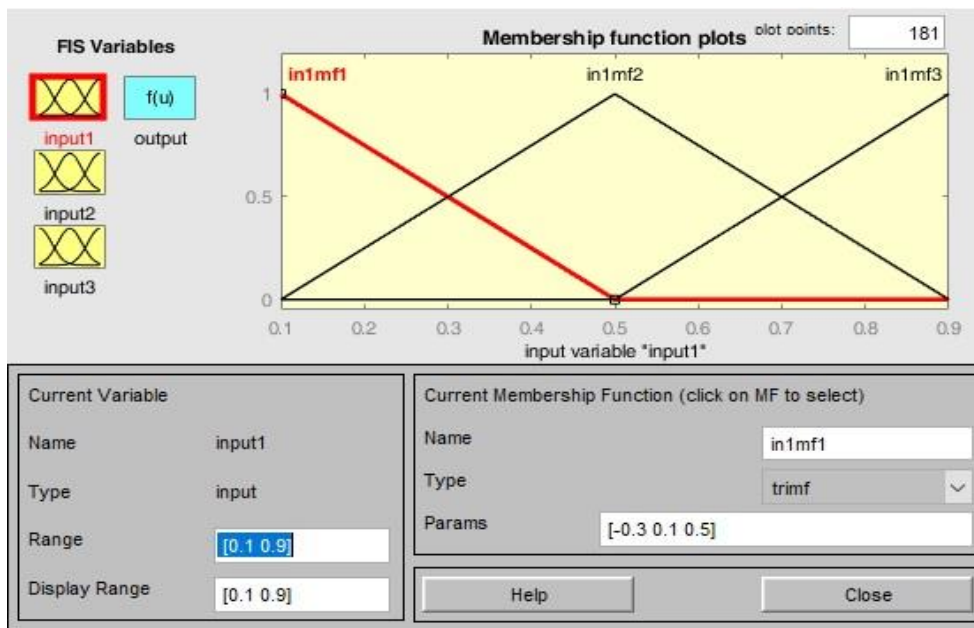 FIS Variables
Membership function plots
plot points:
181
f(u)
input1
output
input2
input3
in1mf1
in1mf2
in1mf3
1
0.5
0
0.1
0.2
0.3
0.4
0.5
0.6
0.7
0.8
0.9
input variable "input1"
Current Variable
Name
input1
Type
input
Range
[0.1 0.9]
Display Range
[0.1 0.9]
Current Membership Function (click on MF to select)
Name
in1mf1
Type
trimf
Params
[-0.3 0.1 0.5]
Help
Close